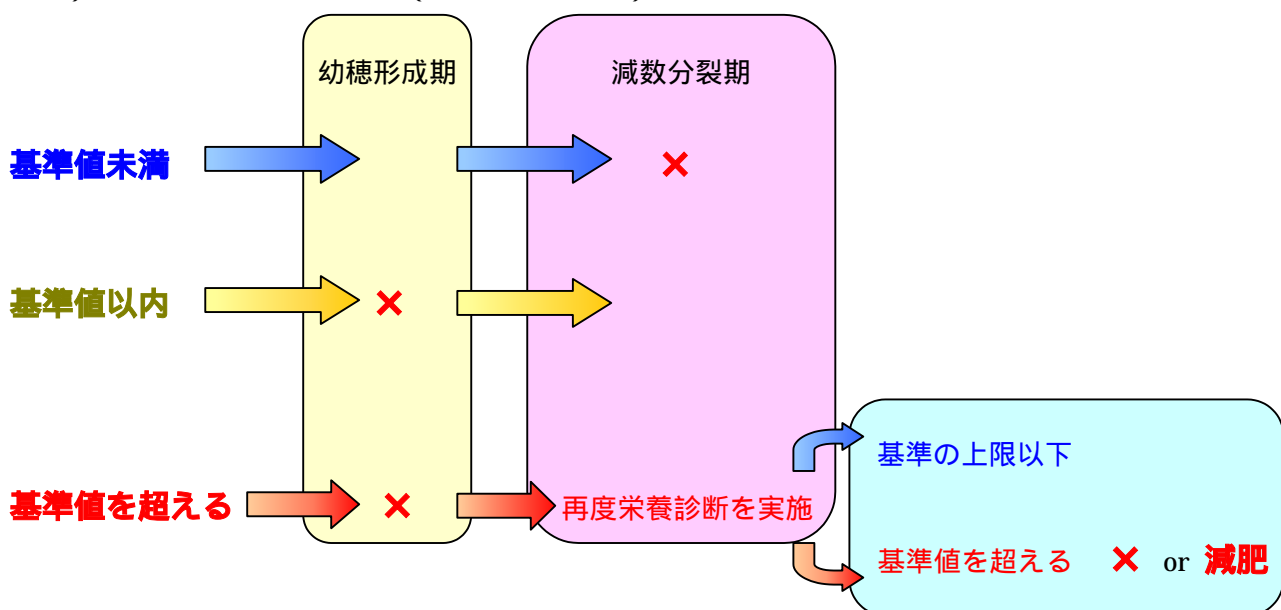 幼穂形成期
減数分裂期
基準値未満
×
基準値以内
×
基準値を超える
×
再度栄養診断を実施
基準の上限以下
基準値を超える × or 減肥